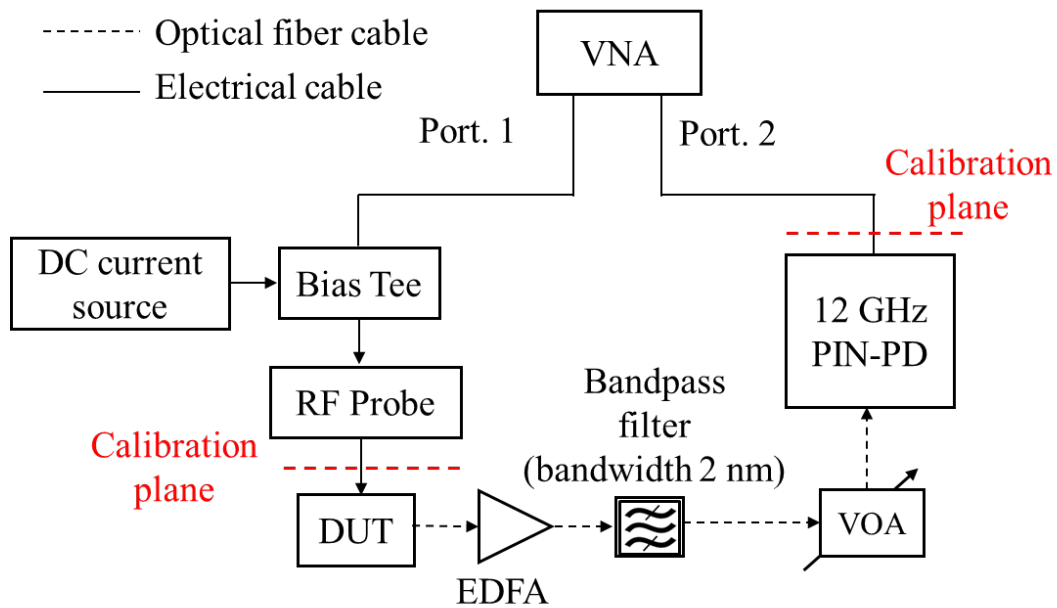 Optical fiber cable
Electrical cable
VNA
Port. 1
Port. 2
Calibration
plane
DC current
source
Bias Tee
12 GHz
PIN-PD
RF Probe
Bandpass
filter
(bandwidth 2 nm)
Calibration
plane
DUT
VOA
EDFA